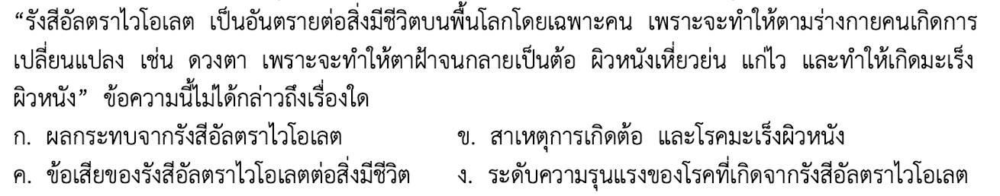 “รังสีอัลตราไวโอเลต เป็นอันตรายต่อสิ่งมีชีวิตบนพื้นโลกโดยเฉพาะคน เพราะจะทำให้ตามร่างกายคนเกิดการ
เปลี่ยนแปลง เช่น ดวงตา เพราะจะทำให้ตาฝ้าจนกลายเป็นต้อ ผิวหนังเหี่ยวย่น แก่ไว และทำให้เกิดมะเร็ง
ผิวหนัง” ข้อความนี้ไม่ได้กล่าวถึงเรื่องใด
ก. ผลกระทบจากรังสีอัลตราไวโอเลต ข. สาเหตุการเกิดต้อ และโรคมะเร็งผิวหนัง
ค. ข้อเสียของรังสีอัลตราไวโอเลตต่อสิ่งมีชีวิต ง. ระดับความรุนแรงของโรคที่เกิดจากรังสีอัลตราไวโอเลต